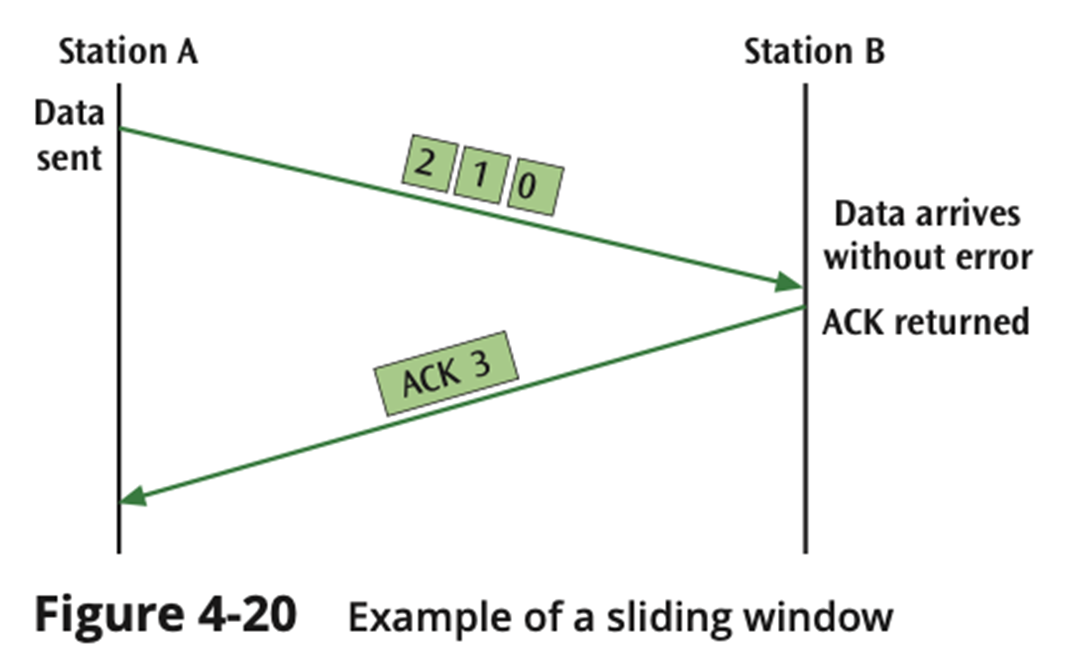 Station A
Station B
Data
sent
2 1 0
Data arrives
without error
ACK returned
ACK 3
Figure 4-20 Example of a sliding window